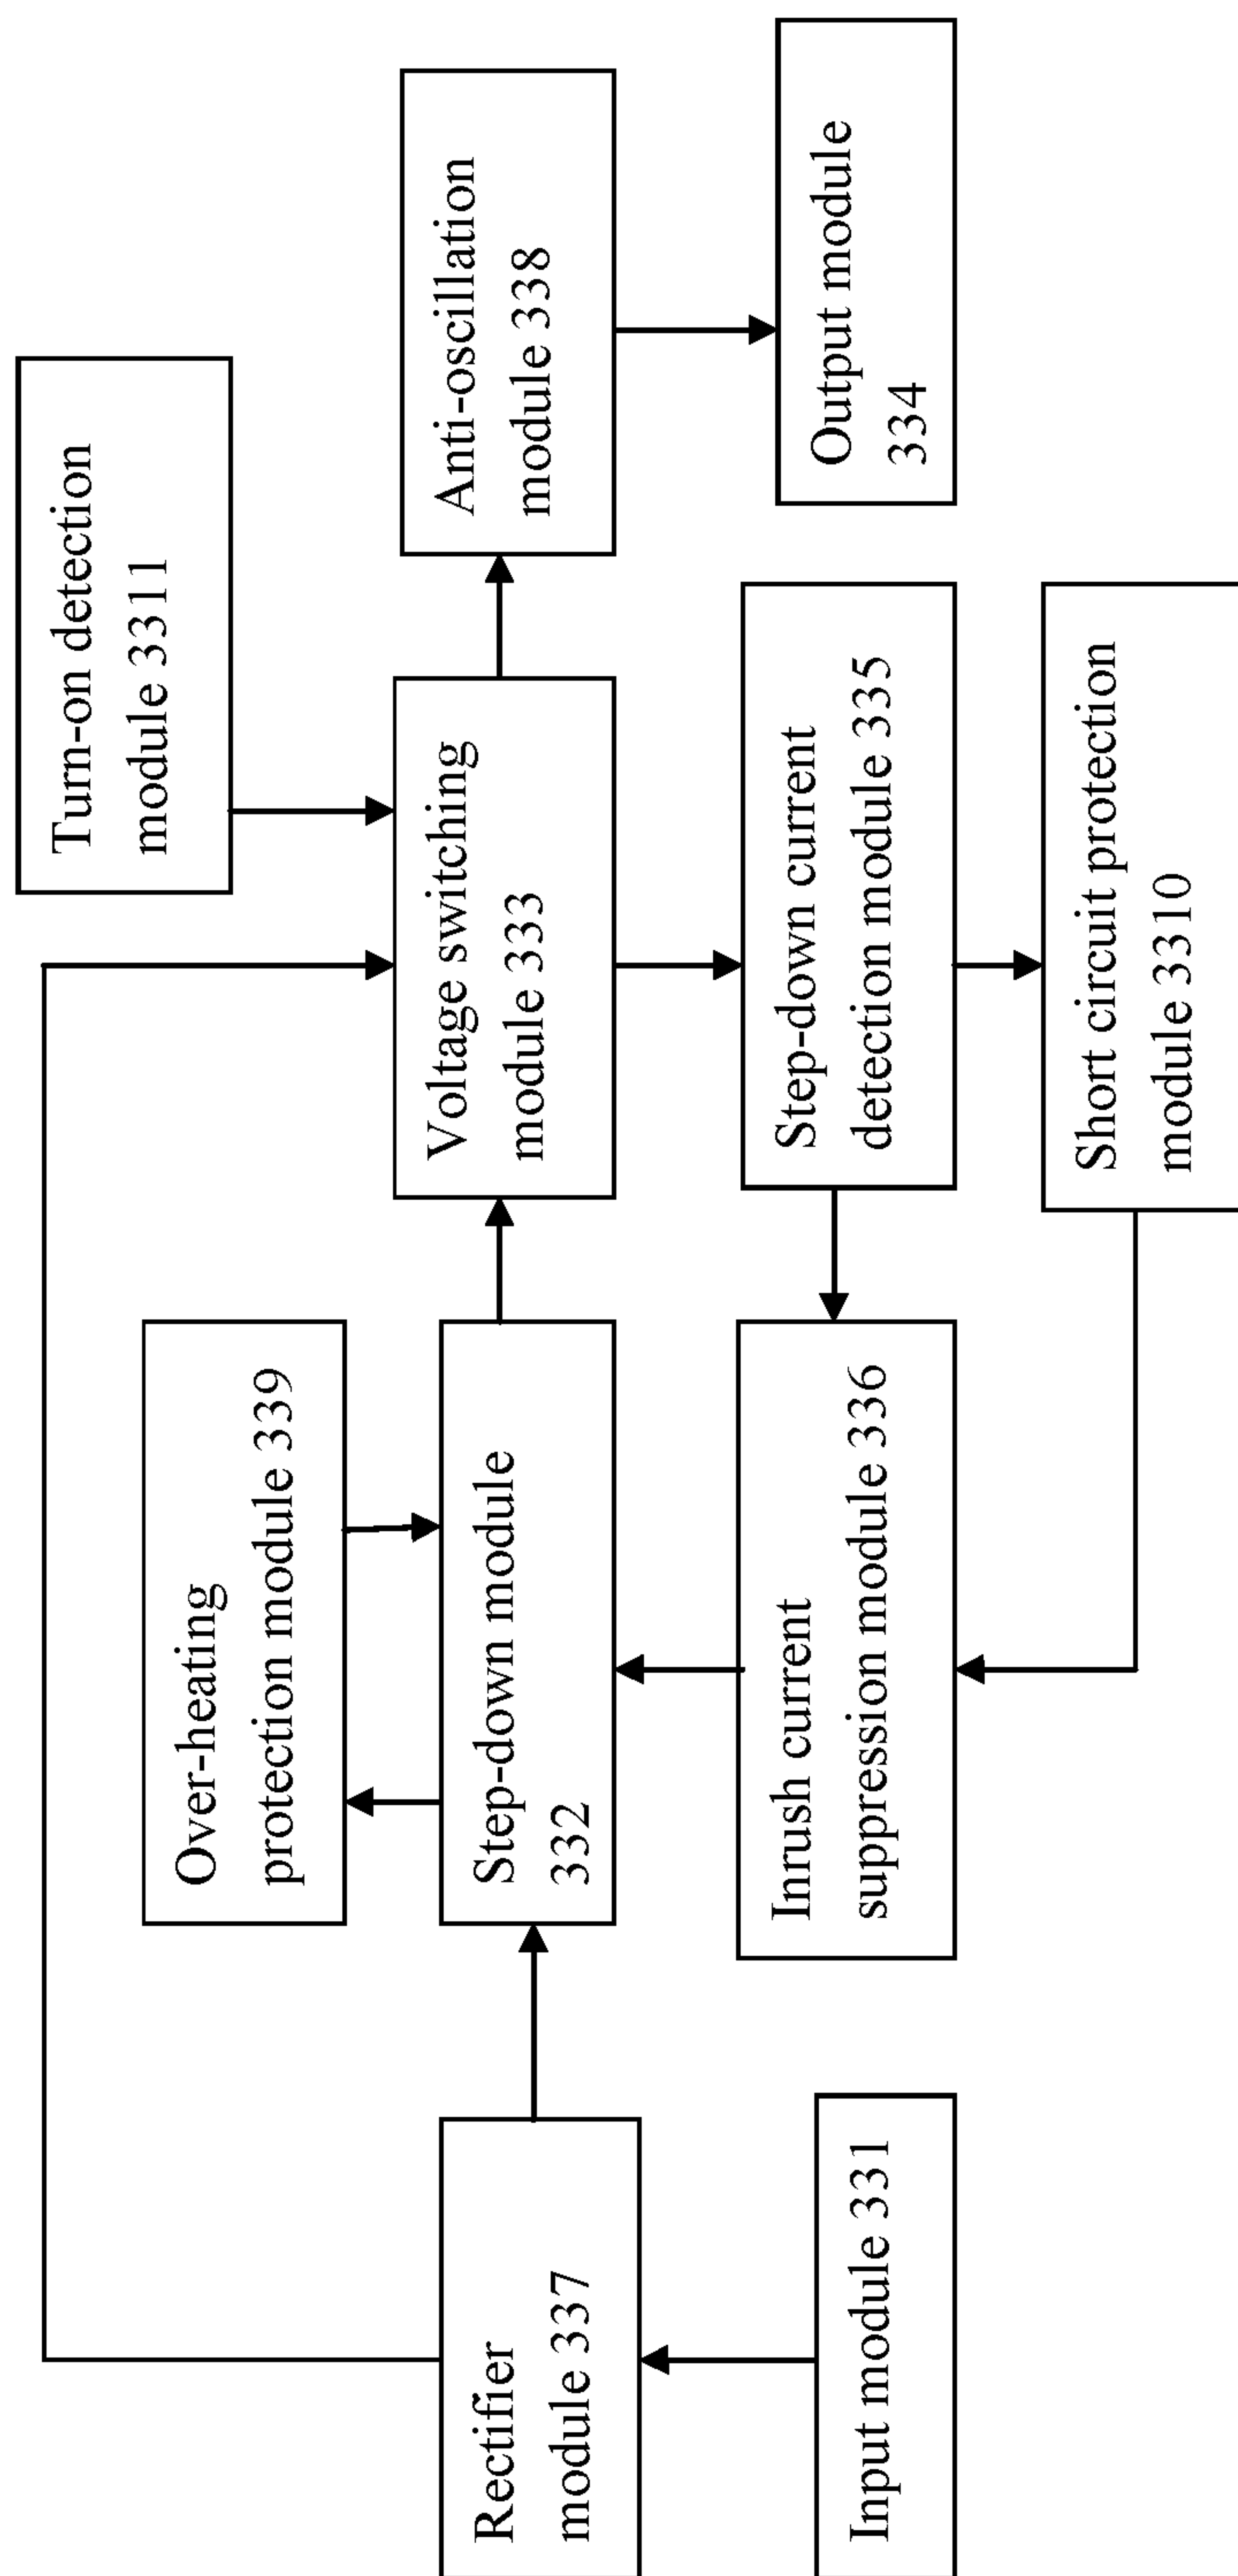 Turn-on detection
module 3311
Over-heating
protection module 339
Rectifier
module 337
Step-down module
332
Voltage switching
module 333
Anti-oscillation
module 338
Input module 331
Inrush current
suppression module 336
Step-down current
detection module 335
Output module
334
Short circuit protection
module 3310